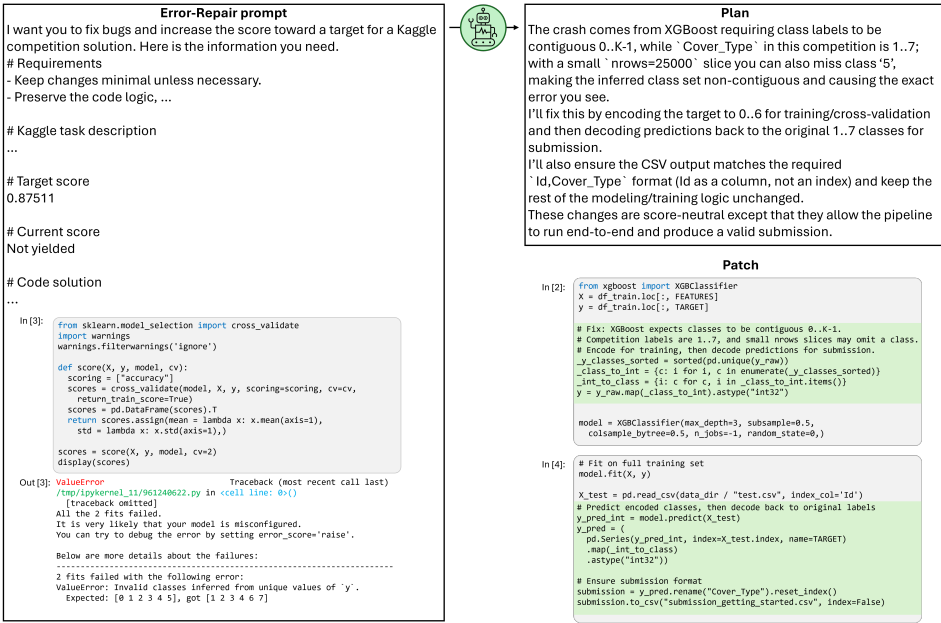 Error-Repair prompt
I want you to fix bugs and increase the score toward a target for a Kaggle
competition solution. Here is the information you need.
# Requirements
- Keep changes minimal unless necessary.
- Preserve the code logic, ...
# Kaggle task description
...
# Target score
0.87511
# Current score
Not yielded
# Code solution
...
In [3]:
from sklearn.model_selection import cross_validate
import warnings
warnings.filterwarnings('ignore')
def score(X, y, model, cv):
scoring = ["accuracy"]
scores = cross_validate(model, X, y, scoring=scoring, cv=cv,
return_train_score=True)
scores = pd.DataFrame(scores).T
return scores.assign(mean = lambda x: x.mean(axis=1),
std = lambda x: x.std(axis=1),)
scores = score(X, y, model, cv=2)
display(scores)
Out [3]:
ValueError Traceback (most recent call last)
/tmp/ipykernel_11/961240622.py in <cell line: 0>()
[traceback omitted]
All the 2 fits failed.
It is very likely that your model is misconfigured.
You can try to debug the error by setting error_score='raise'.
Below are more details about the failures:
--------------------------------------------------------------------
2 fits failed with the following error:
ValueError: Invalid classes inferred from unique values of `y`.
Expected: [0 1 2 3 4 5], got [1 2 3 4 6 7]
Plan
The crash comes from XGBoost requiring class labels to be
contiguous 0..K-1, while `Cover_Type` in this competition is 1..7;
with a small `nrows=25000` slice you can also miss class ‘5’,
making the inferred class set non-contiguous and causing the exact
error you see.
I’ll fix this by encoding the target to 0..6 for training/cross-validation
and then decoding predictions back to the original 1..7 classes for
submission.
I’ll also ensure the CSV output matches the required
`Id,Cover_Type` format (Id as a column, not an index) and keep the
rest of the modeling/training logic unchanged.
These changes are score-neutral except that they allow the pipeline
to run end-to-end and produce a valid submission.
Patch
In [2]:
from xgboost import XGBClassifier
X = df_train.loc[:, FEATURES]
y = df_train.loc[:, TARGET]
# Fix: XGBoost expects classes to be contiguous 0..K-1.
# Competition labels are 1..7, and small nrows slices may omit a class.
# Encode for training, then decode predictions for submission.
_y_classes_sorted = sorted(pd.unique(y_raw))
_class_to_int = {c: i for i, c in enumerate(_y_classes_sorted)}
_int_to_class = {i: c for c, i in _class_to_int.items()}
y = y_raw.map(_class_to_int).astype("int32")
model = XGBClassifier(max_depth=3, subsample=0.5,
colsample_bytree=0.5, n_jobs=-1, random_state=0,)
In [4]:
# Fit on full training set
model.fit(X, y)
X_test = pd.read_csv(data_dir / "test.csv", index_col='Id')
# Predict encoded classes, then decode back to original labels
y_pred_int = model.predict(X_test)
y_pred = (
pd.Series(y_pred_int, index=X_test.index, name=TARGET)
.map(_int_to_class)
.astype("int32"))
# Ensure submission format
submission = y_pred.rename("Cover_Type").reset_index()
submission.to_csv("submission_getting_started.csv", index=False)